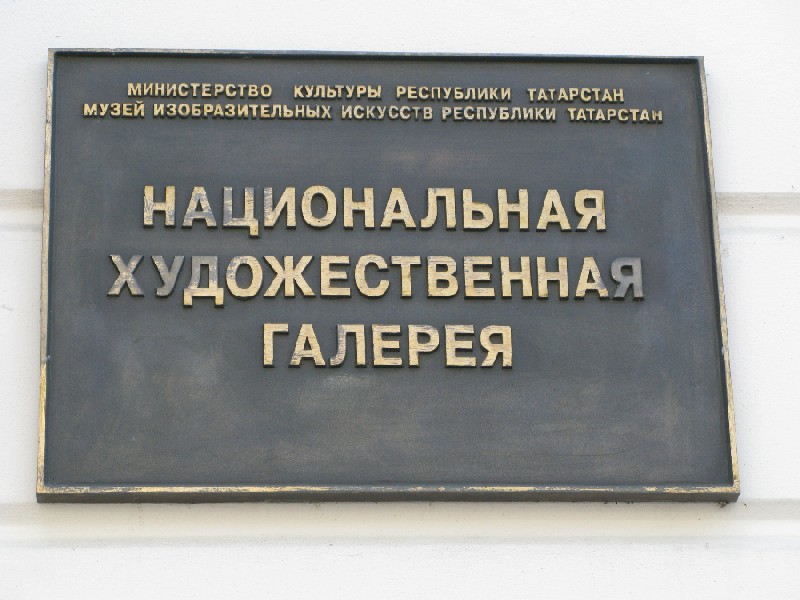 МИНИСТЕРСТВО КУЛЬТУРЫ РЕСПУБЛИКИ ТАТАРСТАН
МУЗЕЙ ИЗОБРАЗИТЕЛЬНЫХ ИСКУССТВ РЕСПУБЛИКИ ТАТАРСТАН
НАЦИОНАЛЬНАЯ
ХУДОЖЕСТВЕННАЯ
ГАЛЕРЕЯ